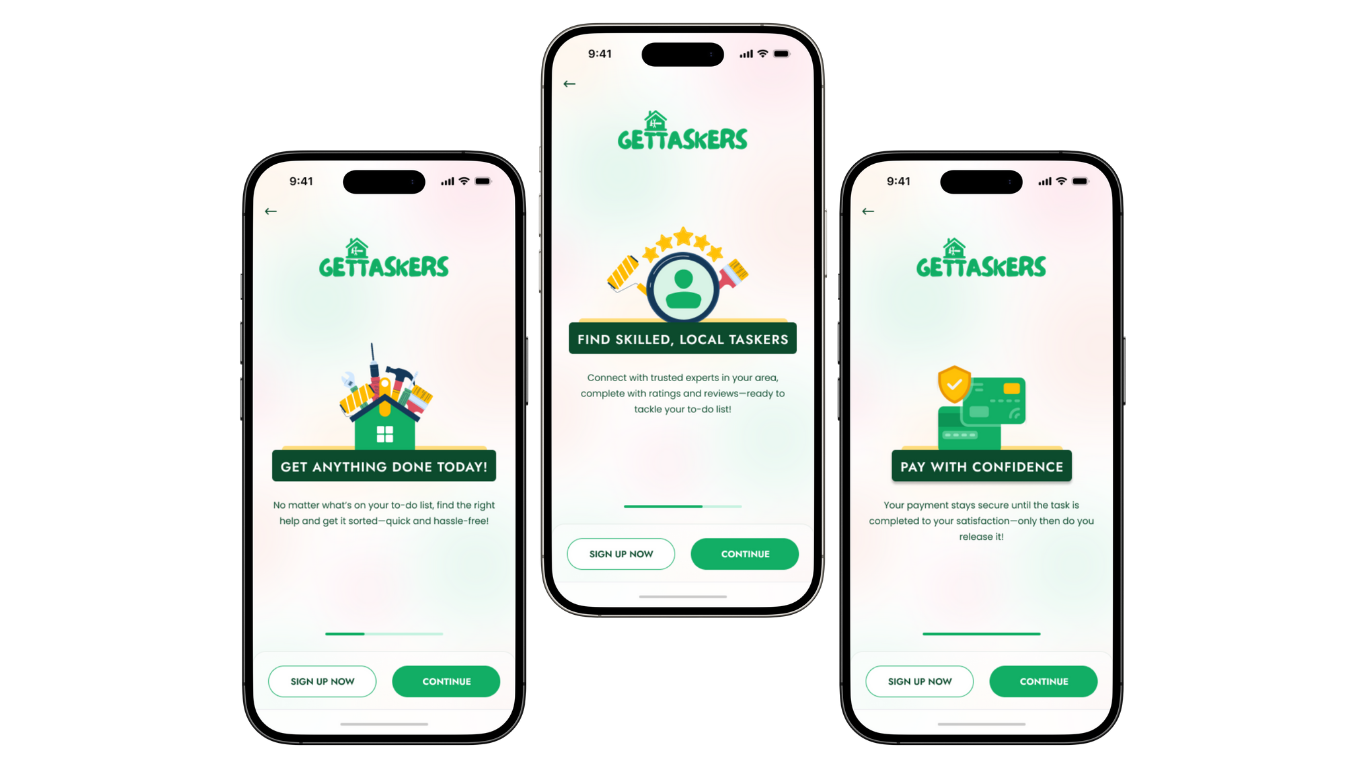 9:41
GETTASKERS
GET ANYTHING DONE TODAY!
No matter what's on your to-do list, find the right
help and get it sorted—quick and hassle-free!
SIGN UP NOW
CONTINUE
9:41
GETTASKERS
FIND SKILLED, LOCAL TASKERS
Connect with trusted experts in your area,
complete with ratings and reviews—ready to
tackle your to-do list!
SIGN UP NOW
CONTINUE
9:41
GETTASKERS
PAY WITH CONFIDENCE
Your payment stays secure until the task is
completed to your satisfaction—only then do you
release it!
SIGN UP NOW
CONTINUE